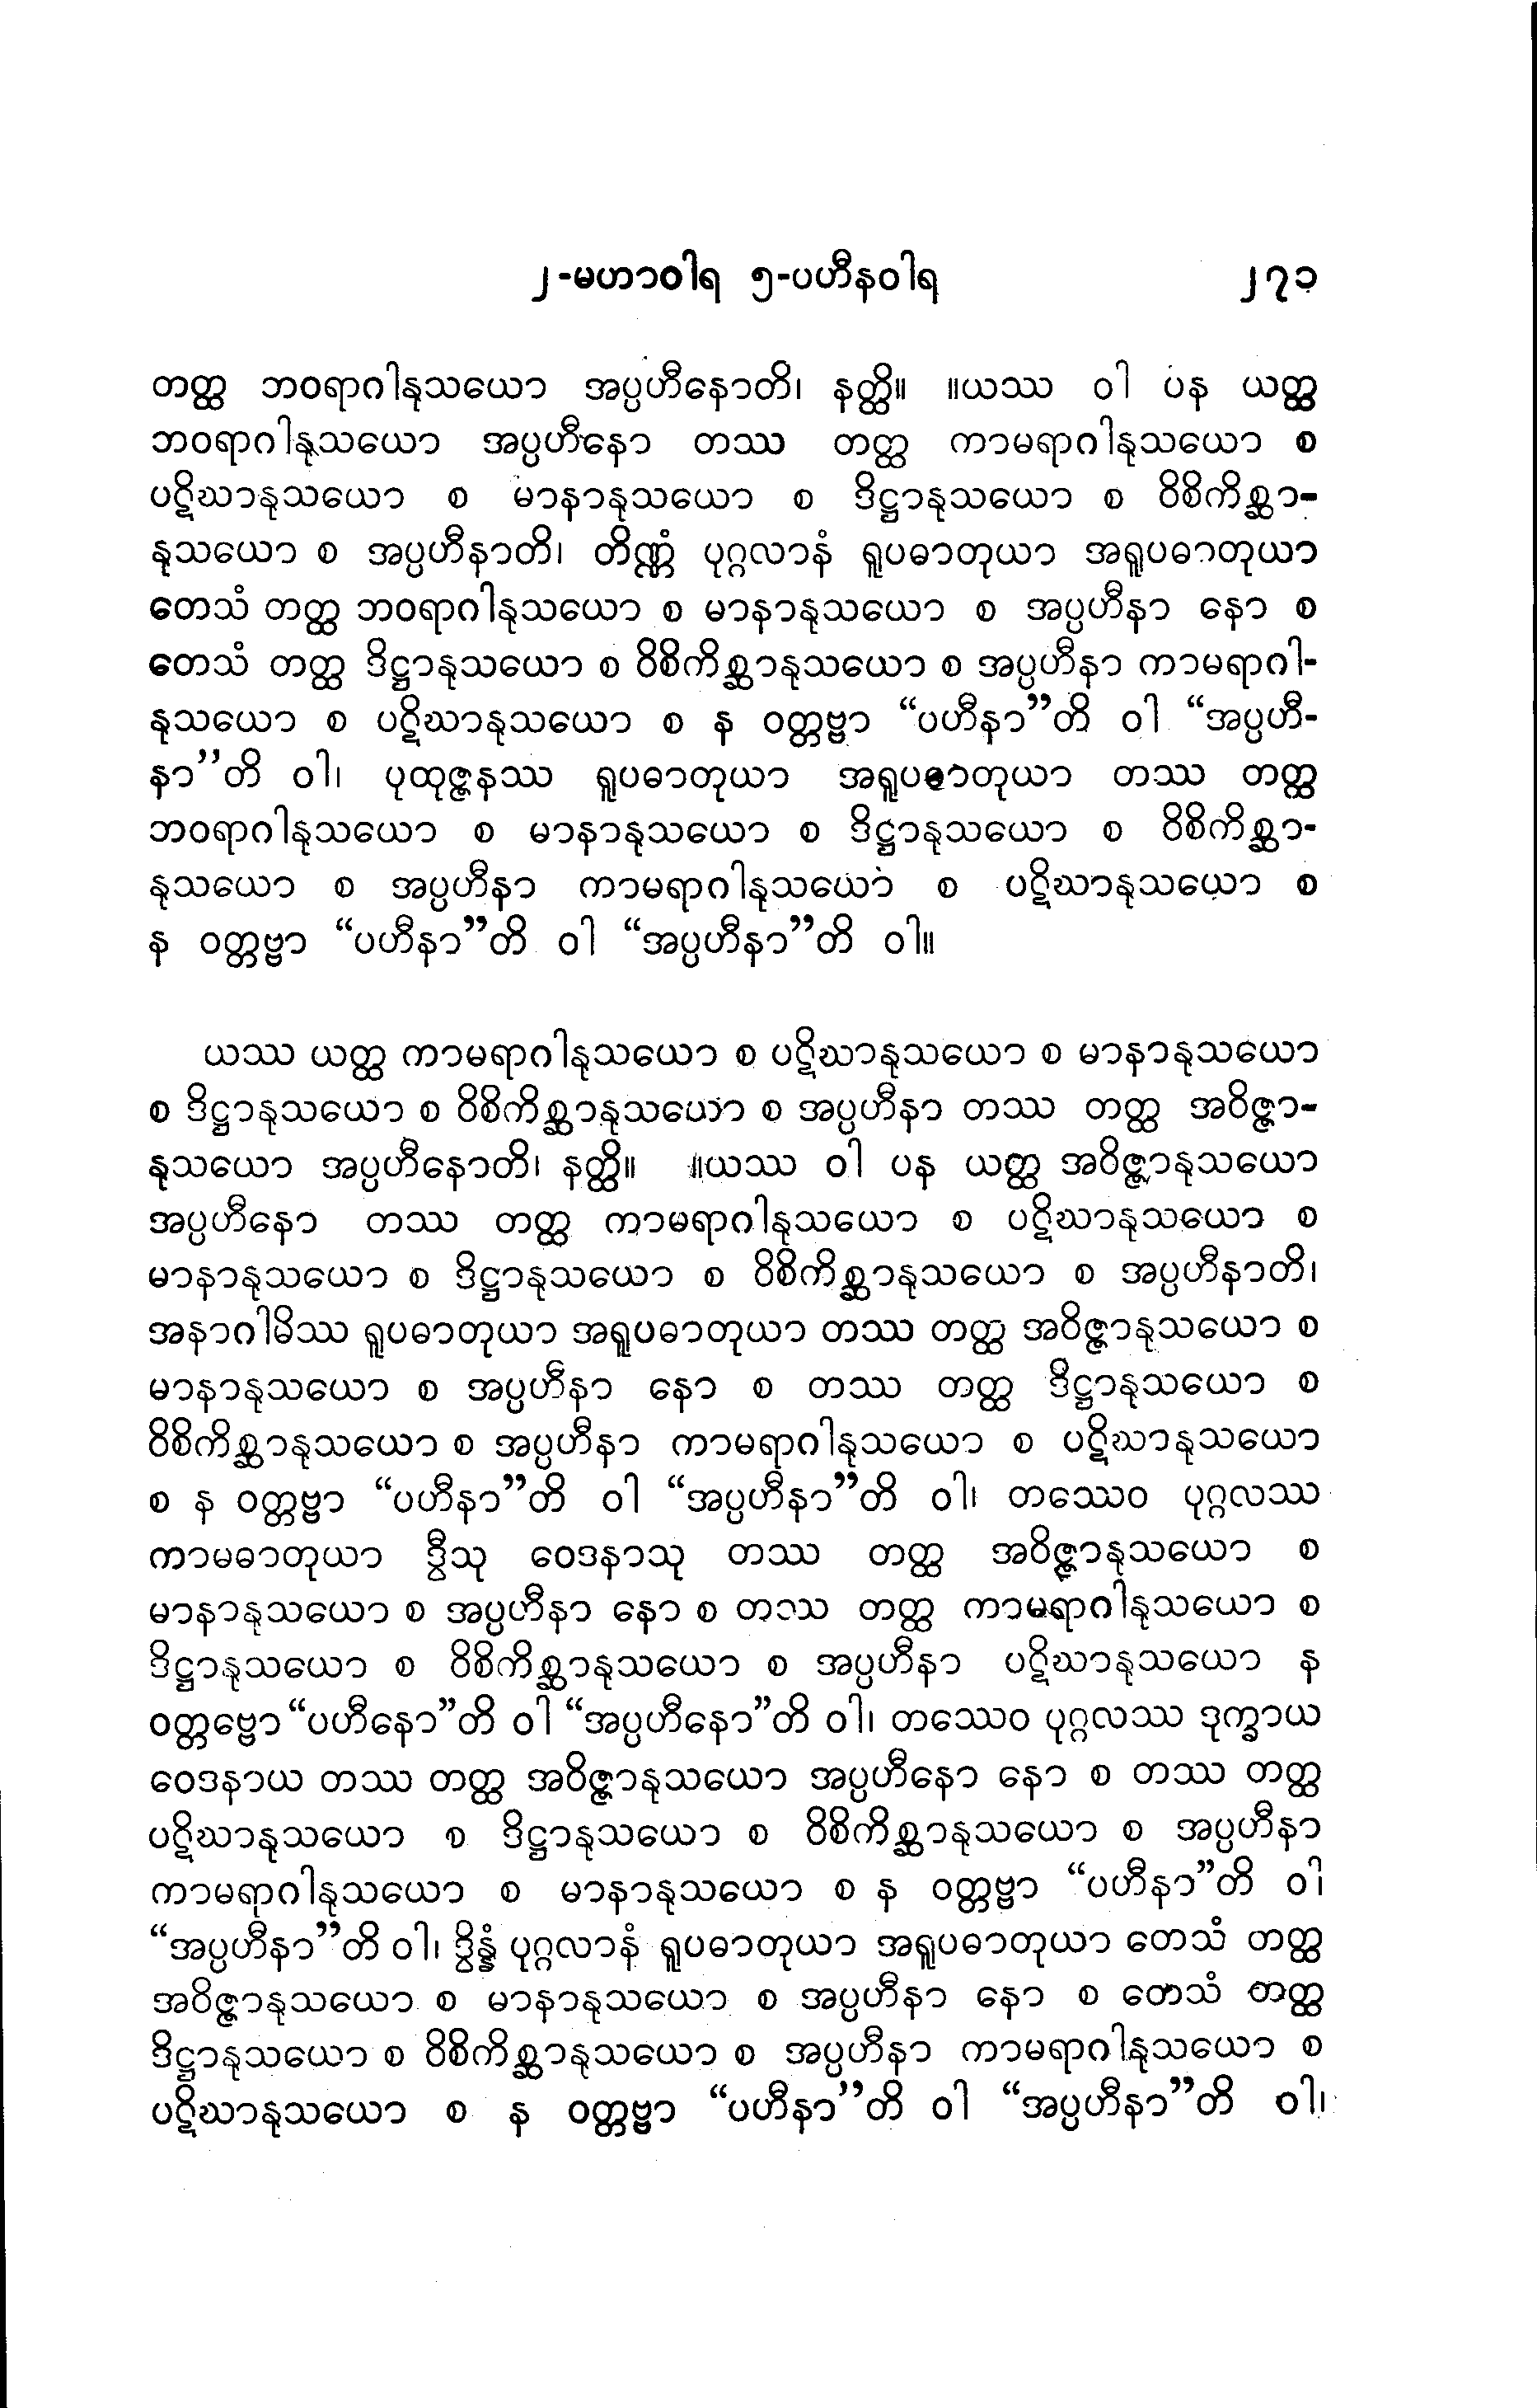 ၂-မဟာဝါရ ၅-ပဟီနဝါရ ၂၇၁
တတ္ထ ဘဝရာဂါနုသယော အပ္ပဟီနောတိ၊ နတ္ထိ။ ။ယဿ ဝါ ပန ယတ္ထ
ဘဝရာဂါနုသယော အပ္ပဟီနော တဿ တတ္ထ ကာမရာဂါနုသယော စ
ပဋိဃာနုသယော စ မာနာနုသယော စ ဒိဋ္ဌာနုသယော စ ဝိစိကိစ္ဆာ-
နုသယော စ အပ္ပဟီနာတိ၊ တိဏ္ဏံ ပုဂ္ဂလာနံ ရူပဓာတုယာ အရူပဓာတုယာ
တေသံ တတ္ထ ဘဝရာဂါနုသယော စ မာနာနုသယော စ အပ္ပဟီနာ နော စ
တေသံ တတ္ထ ဒိဋ္ဌာနုသယော စ ဝိစိကိစ္ဆာနုသယော စ အပ္ပဟီနာ ကာမရာဂါ-
နုသယော စ ပဋိဃာနုသယော စ န ဝတ္တဗ္ဗာ “ပဟီနာ”တိ ဝါ “အပ္ပဟီ-
နာ”တိ ဝါ၊ ပုထုဇ္ဇနဿ ရူပဓာတုယာ အရူပဓာတုယာ တဿ တတ္ထ
ဘဝရာဂါနုသယော စ မာနာနုသယော စ ဒိဋ္ဌာနုသယော စ ဝိစိကိစ္ဆာ-
နုသယော စ အပ္ပဟီနာ ကာမရာဂါနုသယော စ ပဋိဃာနုသယော စ
န ဝတ္တဗ္ဗာ “ပဟီနာ”တိ ဝါ “အပ္ပဟီနာ”တိ ဝါ။
ယဿ ယတ္ထ ကာမရာဂါနုသယော စ ပဋိဃာနုသယော စ မာနာနုသယော
စ ဒိဋ္ဌာနုသယော စ ဝိစိကိစ္ဆာနုသယော စ အပ္ပဟီနာ တဿ တတ္ထ အဝိဇ္ဇာ-
နုသယော အပ္ပဟီနောတိ၊ နတ္ထိ။ ။ယဿ ဝါ ပန ယတ္ထ အဝိဇ္ဇာနုသယော
အပ္ပဟီနော တဿ တတ္ထ ကာမရာဂါနုသယော စ ပဋိဃာနုသယော စ
မာနာနုသယော စ ဒိဋ္ဌာနုသယော စ ဝိစိကိစ္ဆာနုသယော စ အပ္ပဟီနာတိ၊
အနာဂါမိဿ ရူပဓာတုယာ အရူပဓာတုယာ တဿ တတ္ထ အဝိဇ္ဇာနုသယော စ
မာနာနုသယော စ အပ္ပဟီနာ နော စ တဿ တတ္ထ ဒိဋ္ဌာနုသယော စ
ဝိစိကိစ္ဆာနုသယော စ အပ္ပဟီနာ ကာမရာဂါနုသယော စ ပဋိဃာနုသယော
စ န ဝတ္တဗ္ဗာ “ပဟီနာ”တိ ဝါ “အပ္ပဟီနာ”တိ ဝါ၊ တဿေဝ ပုဂ္ဂလဿ
ကာမဓာတုယာ ဒွီသု ဝေဒနာသု တဿ တတ္ထ အဝိဇ္ဇာနုသယော စ
မာနာနုသယော စ အပ္ပဟီနာ နော စ တဿ တတ္ထ ကာမရာဂါနုသယော စ
ဒိဋ္ဌာနုသယော စ ဝိစိကိစ္ဆာနုသယော စ အပ္ပဟီနာ ပဋိဃာနုသယော န
ဝတ္တဗ္ဗော “ပဟီနော”တိ ဝါ “အပ္ပဟီနော”တိ ဝါ၊ တဿေဝ ပုဂ္ဂလဿ ဒုက္ခာယ
ဝေဒနာယ တဿ တတ္ထ အဝိဇ္ဇာနုသယော အပ္ပဟီနော နော စ တဿ တတ္ထ
ပဋိဃာနုသယော စ ဒိဋ္ဌာနုသယော စ ဝိစိကိစ္ဆာနုသယော စ အပ္ပဟီနာ
ကာမရာဂါနုသယော စ မာနာနုသယော စ န ဝတ္တဗ္ဗာ “ပဟီနာ”တိ ဝါ
“အပ္ပဟီနာ”တိ ဝါ၊ ဒွိန္နံ ပုဂ္ဂလာနံ ရူပဓာတုယာ အရူပဓာတုယာ တေသံ တတ္ထ
အဝိဇ္ဇာနုသယော စ မာနာနုသယော စ အပ္ပဟီနာ နော စ တေသံ တတ္ထ
ဒိဋ္ဌာနုသယော စ ဝိစိကိစ္ဆာနုသယော စ အပ္ပဟီနာ ကာမရာဂါနုသယော စ
ပဋိဃာနုသယော စ န ဝတ္တဗ္ဗာ “ပဟီနာ”တိ ဝါ “အပ္ပဟီနာ”တိ ဝါ၊